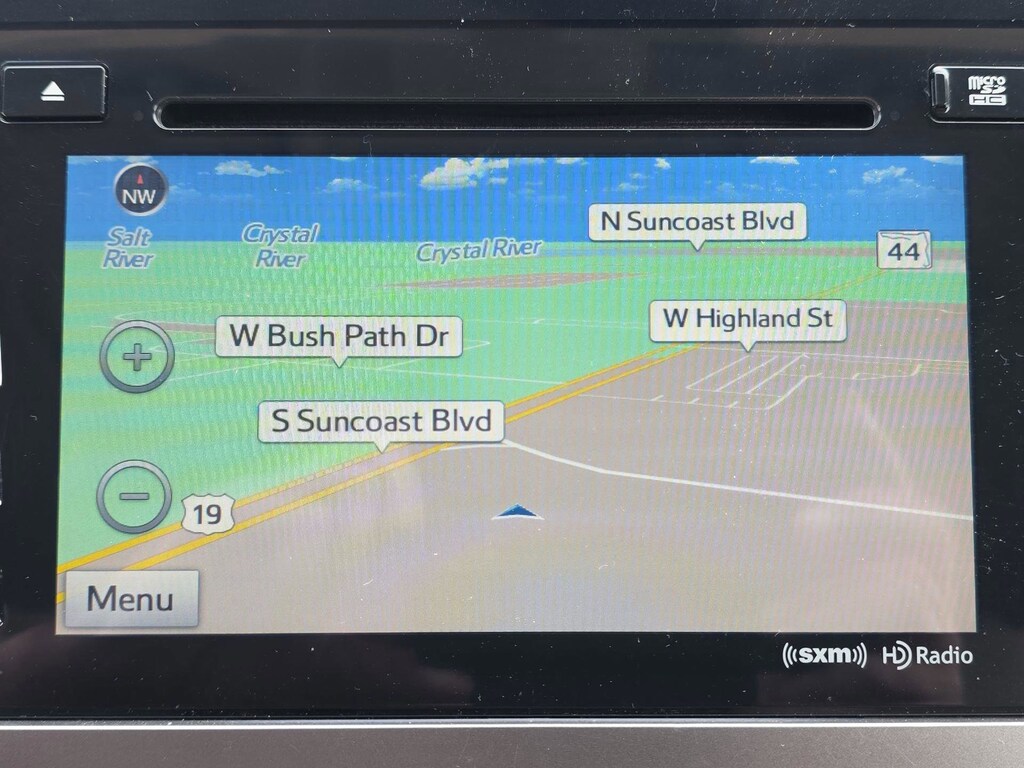 micro
SD
HC
NW
N Suncoast Blvd
Salt
River
Crystal
River
Crystal River
44
W Highland St
W Bush Path Dr
+
S Suncoast Blvd
−
19
Menu
((sxm)) HD Radio